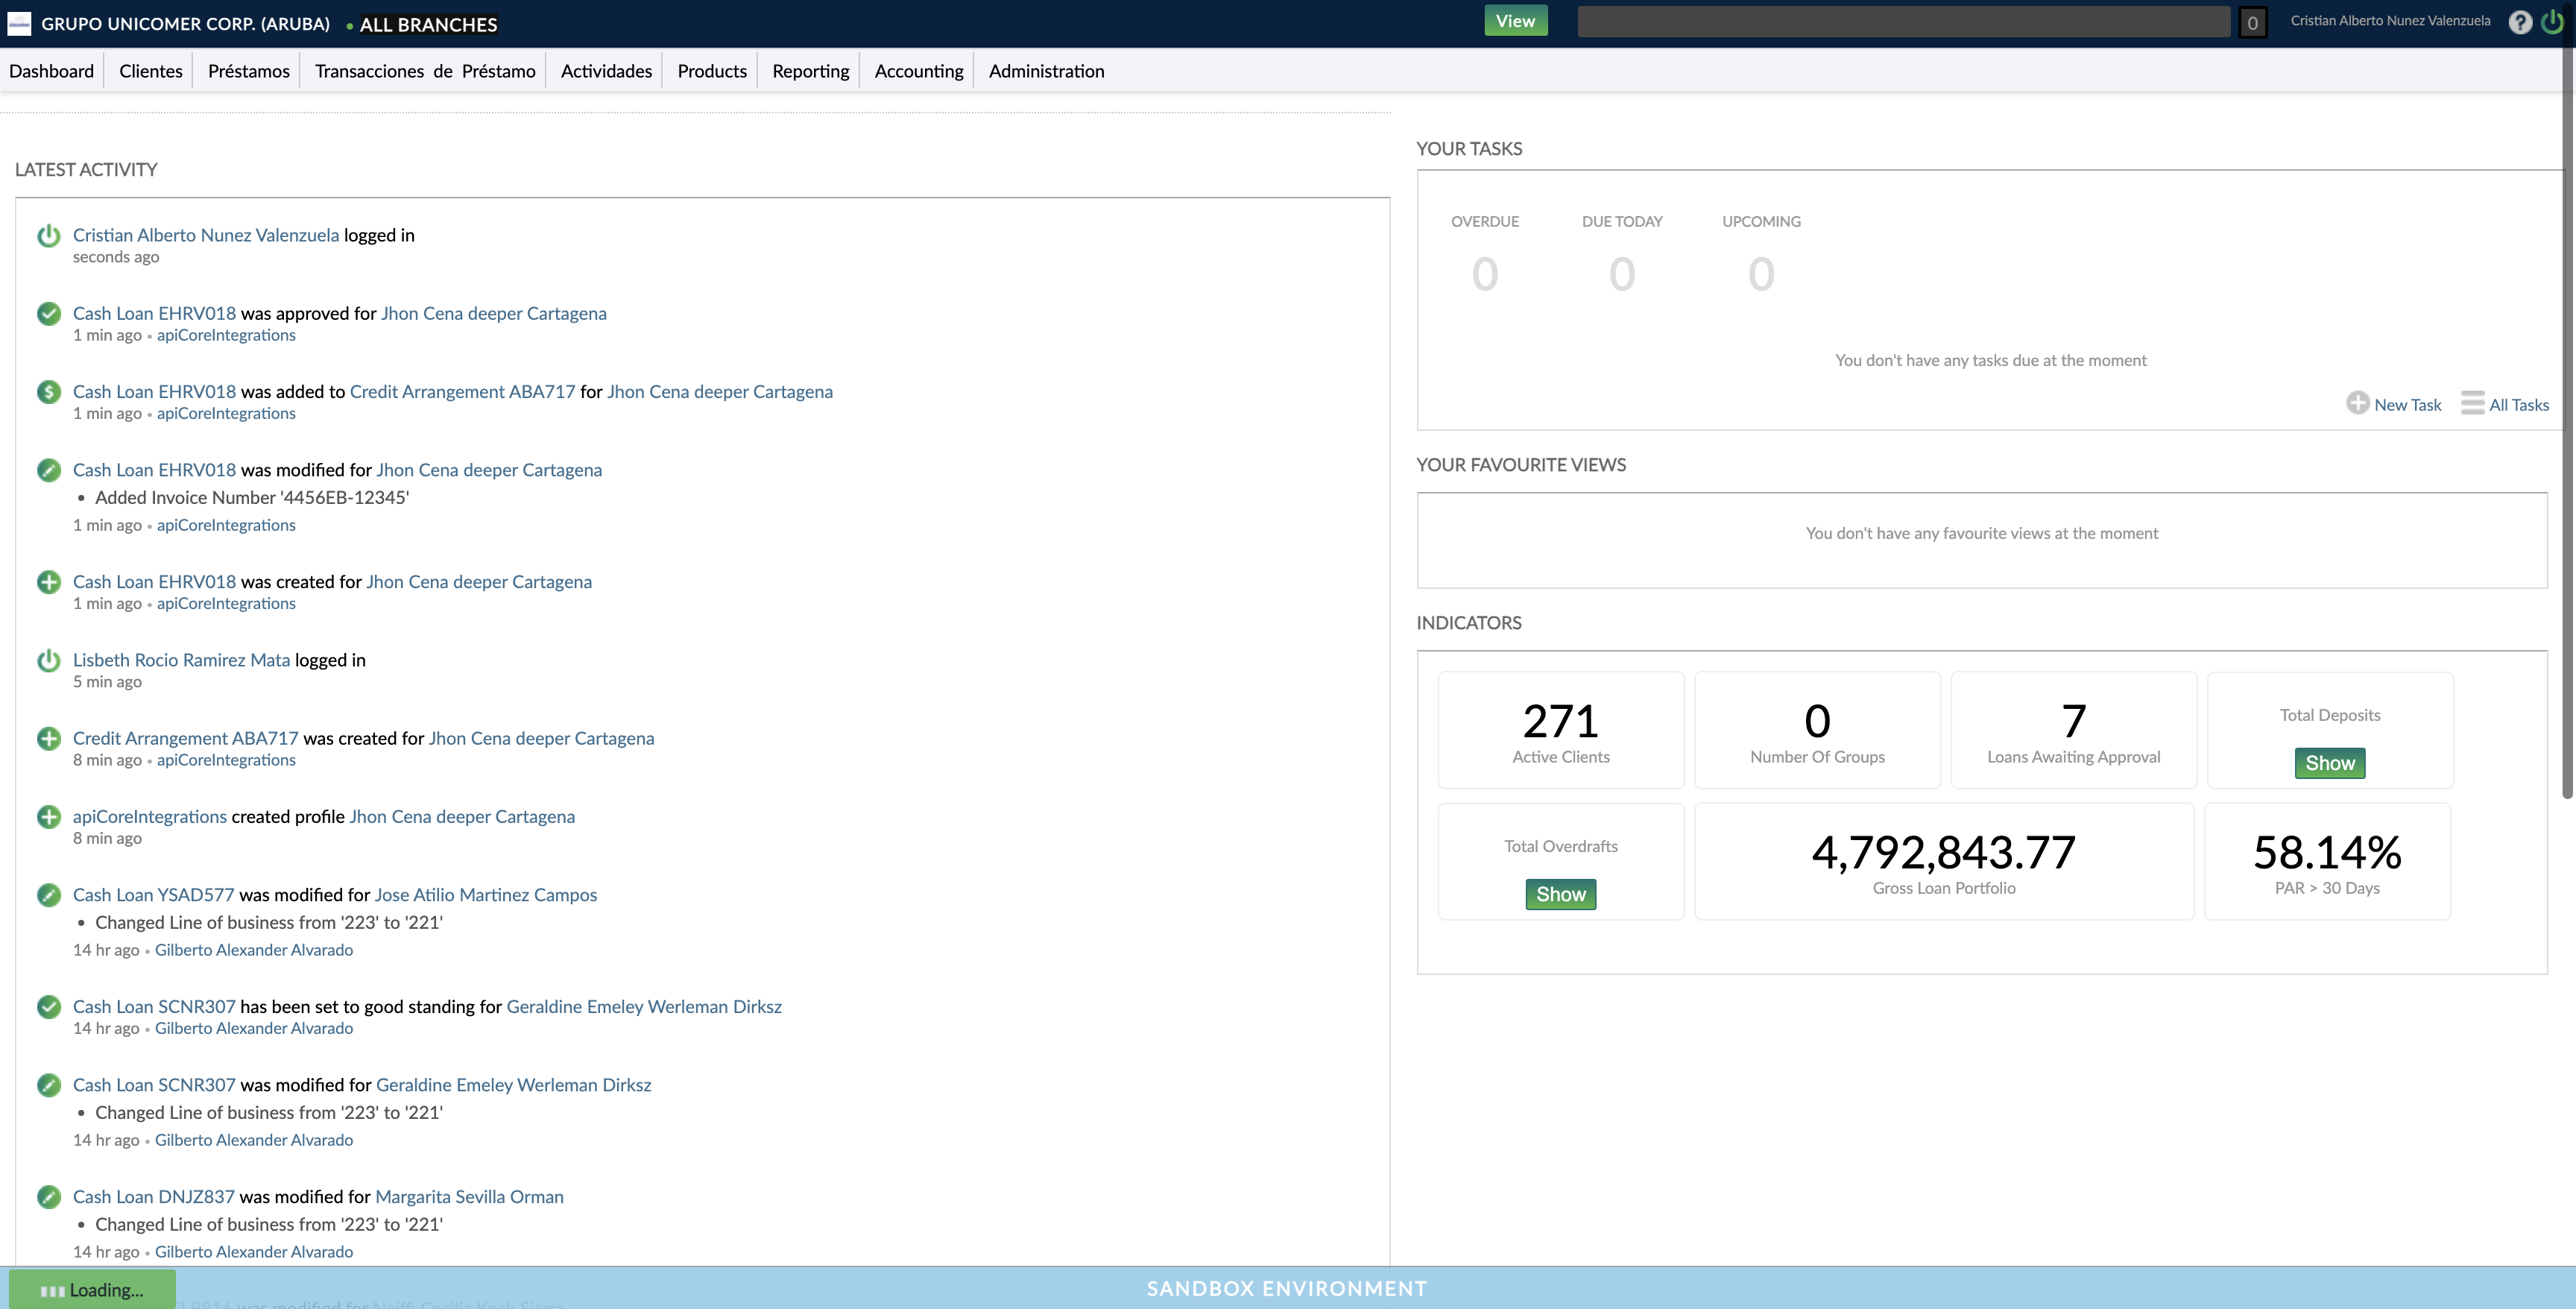 GRUPO UNICOMER CORP. (ARUBA) • ALL BRANCHES
View
0
Cristian Alberto Nunez Valenzuela
?
Dashboard
Clientes
Préstamos
Transacciones de Préstamo
Actividades
Products
Reporting
Accounting
Administration
LATEST ACTIVITY
Cristian Alberto Nunez Valenzuela logged in
seconds ago
Cash Loan EHRV018 was approved for Jhon Cena deeper Cartagena
1 min ago • apiCoreIntegrations
Cash Loan EHRV018 was added to Credit Arrangement ABA717 for Jhon Cena deeper Cartagena
1 min ago • apiCoreIntegrations
Cash Loan EHRV018 was modified for Jhon Cena deeper Cartagena
• Added Invoice Number '4456EB-12345'
1 min ago • apiCoreIntegrations
Cash Loan EHRV018 was created for Jhon Cena deeper Cartagena
1 min ago • apiCoreIntegrations
Lisbeth Rocio Ramirez Mata logged in
5 min ago
Credit Arrangement ABA717 was created for Jhon Cena deeper Cartagena
8 min ago • apiCoreIntegrations
apiCoreIntegrations created profile Jhon Cena deeper Cartagena
8 min ago
Cash Loan YSAD577 was modified for Jose Atilio Martinez Campos
• Changed Line of business from '223' to '221'
14 hr ago • Gilberto Alexander Alvarado
Cash Loan SCNR307 has been set to good standing for Geraldine Emeley Werleman Dirksz
14 hr ago • Gilberto Alexander Alvarado
Cash Loan SCNR307 was modified for Geraldine Emeley Werleman Dirksz
• Changed Line of business from '223' to '221'
14 hr ago • Gilberto Alexander Alvarado
Cash Loan DNJZ837 was modified for Margarita Sevilla Orman
• Changed Line of business from '223' to '221'
14 hr ago • Gilberto Alexander Alvarado
YOUR TASKS
OVERDUE
0
DUE TODAY
0
UPCOMING
0
You don't have any tasks due at the moment
New Task
All Tasks
YOUR FAVOURITE VIEWS
You don't have any favourite views at the moment
INDICATORS
271
Active Clients
0
Number Of Groups
7
Loans Awaiting Approval
Total Deposits
Show
Total Overdrafts
Show
4,792,843.77
Gross Loan Portfolio
58.14%
PAR > 30 Days
Loading...
was modified for
SANDBOX ENVIRONMENT